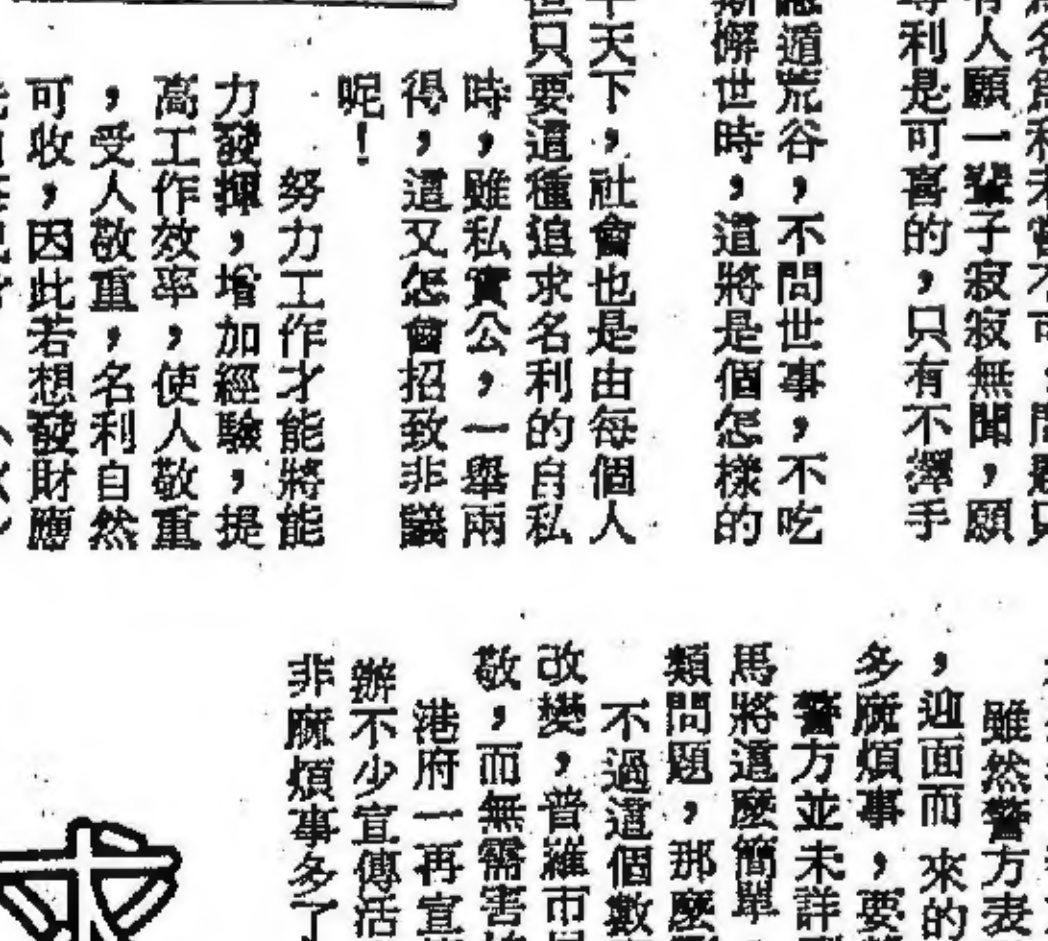 有人願一輩子寂寂無聞，願
利是可喜的，只有不擇手
遁荒谷，不問世事，不吃
懈世時，這將是個怎樣的
天下，社會也是由每個人
只要這種追求名利的自私
時，雖私實公，一舉兩
得，這又怎會招致非議
呢！
努力工作才能將能
力發揮，增加經驗，提
高工作效率，使人敬重
，受人敬重，名利自然
可收，因此若想發財應
雖然警方表
，迎面而來的
多麻煩事，要
警方並未詳
馬將這麼簡單
類問題，那麼
不過這個數
改變，普羅市
敬，而無需害
港府一再宣
辦不少宣傳活
非麻煩事多了